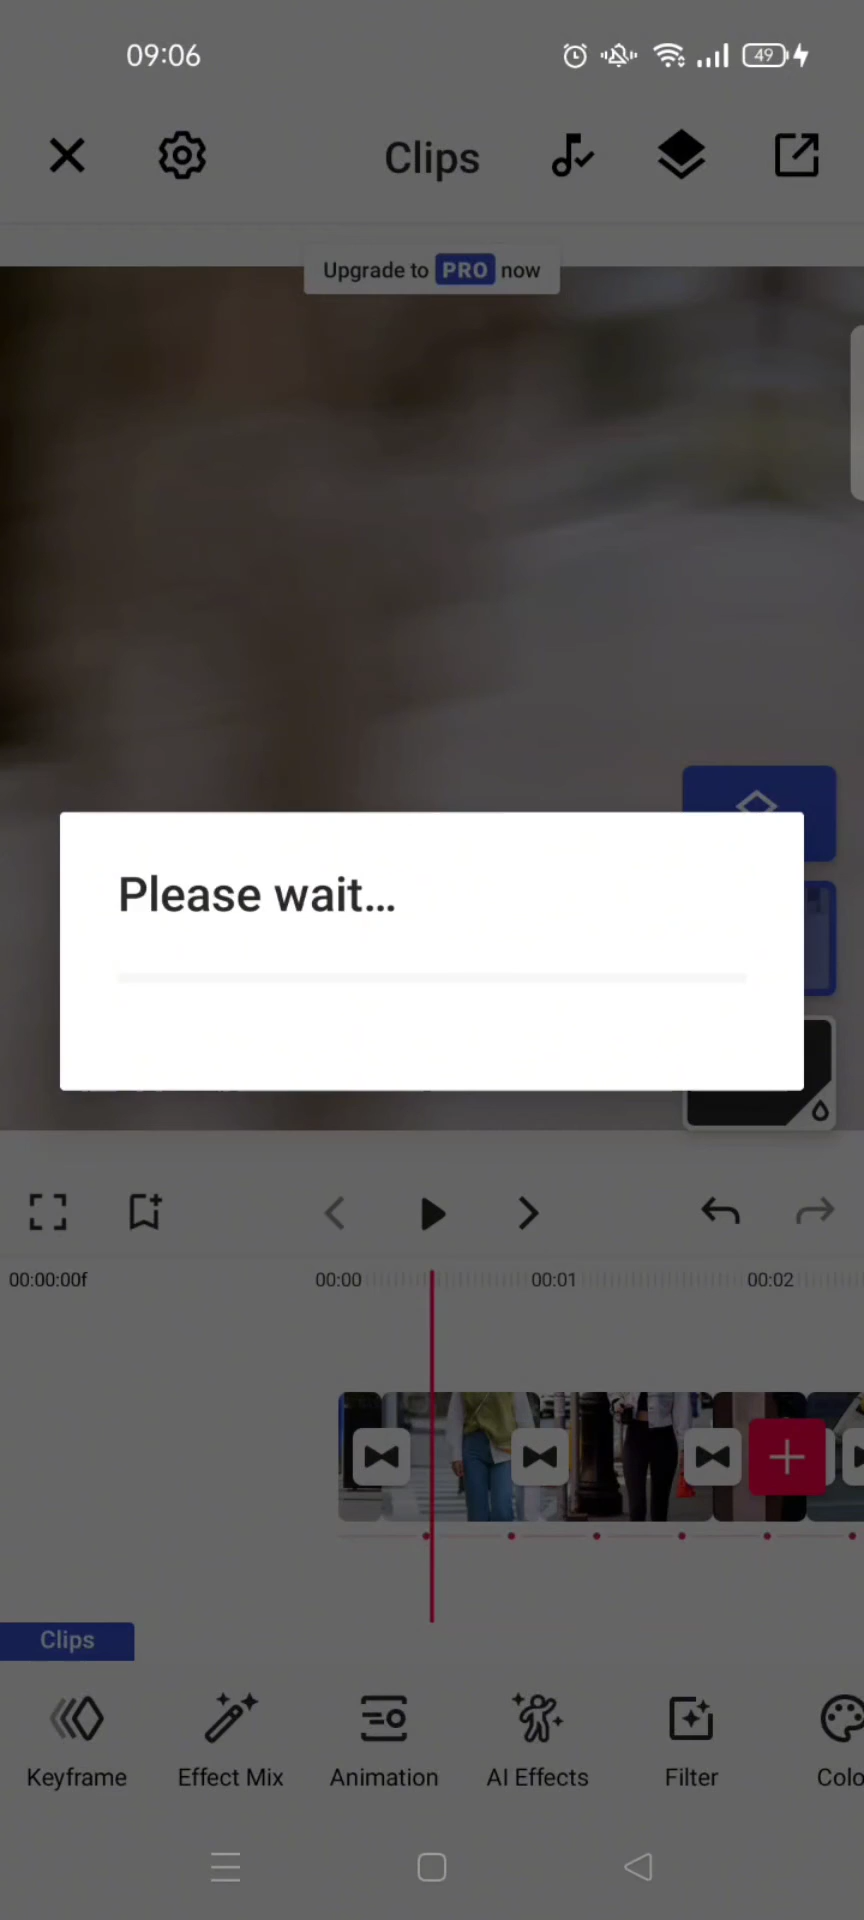 09:06
49
Clips
Upgrade to PRO now
Please wait...
00:00:00f
00:00
00:01
00:02
Clips
Keyframe
Effect Mix
Animation
AI Effects
Filter
Colo